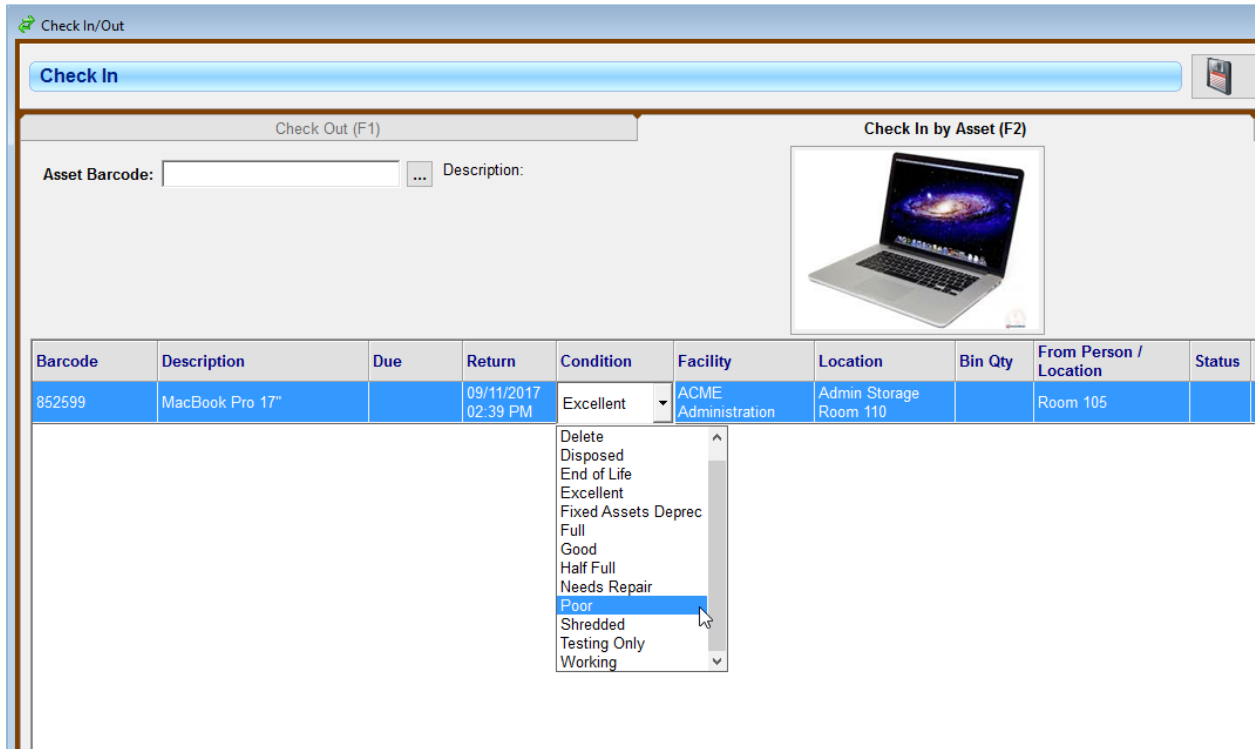 Check In/Out
Check In
Check Out (F1)
Check In by Asset (F2)
Asset Barcode:
...
Description:
Barcode
Description
Due
Return
Condition
Facility
Location
Bin Qty
From Person /
Location
Status
852599
MacBook Pro 17"
09/11/2017
02:39 PM
Excellent
ACME
Administration
Admin Storage
Room 110
Room 105
Delete
Disposed
End of Life
Excellent
Fixed Assets Deprec
Full
Good
Half Full
Needs Repair
Poor
Shredded
Testing Only
Working